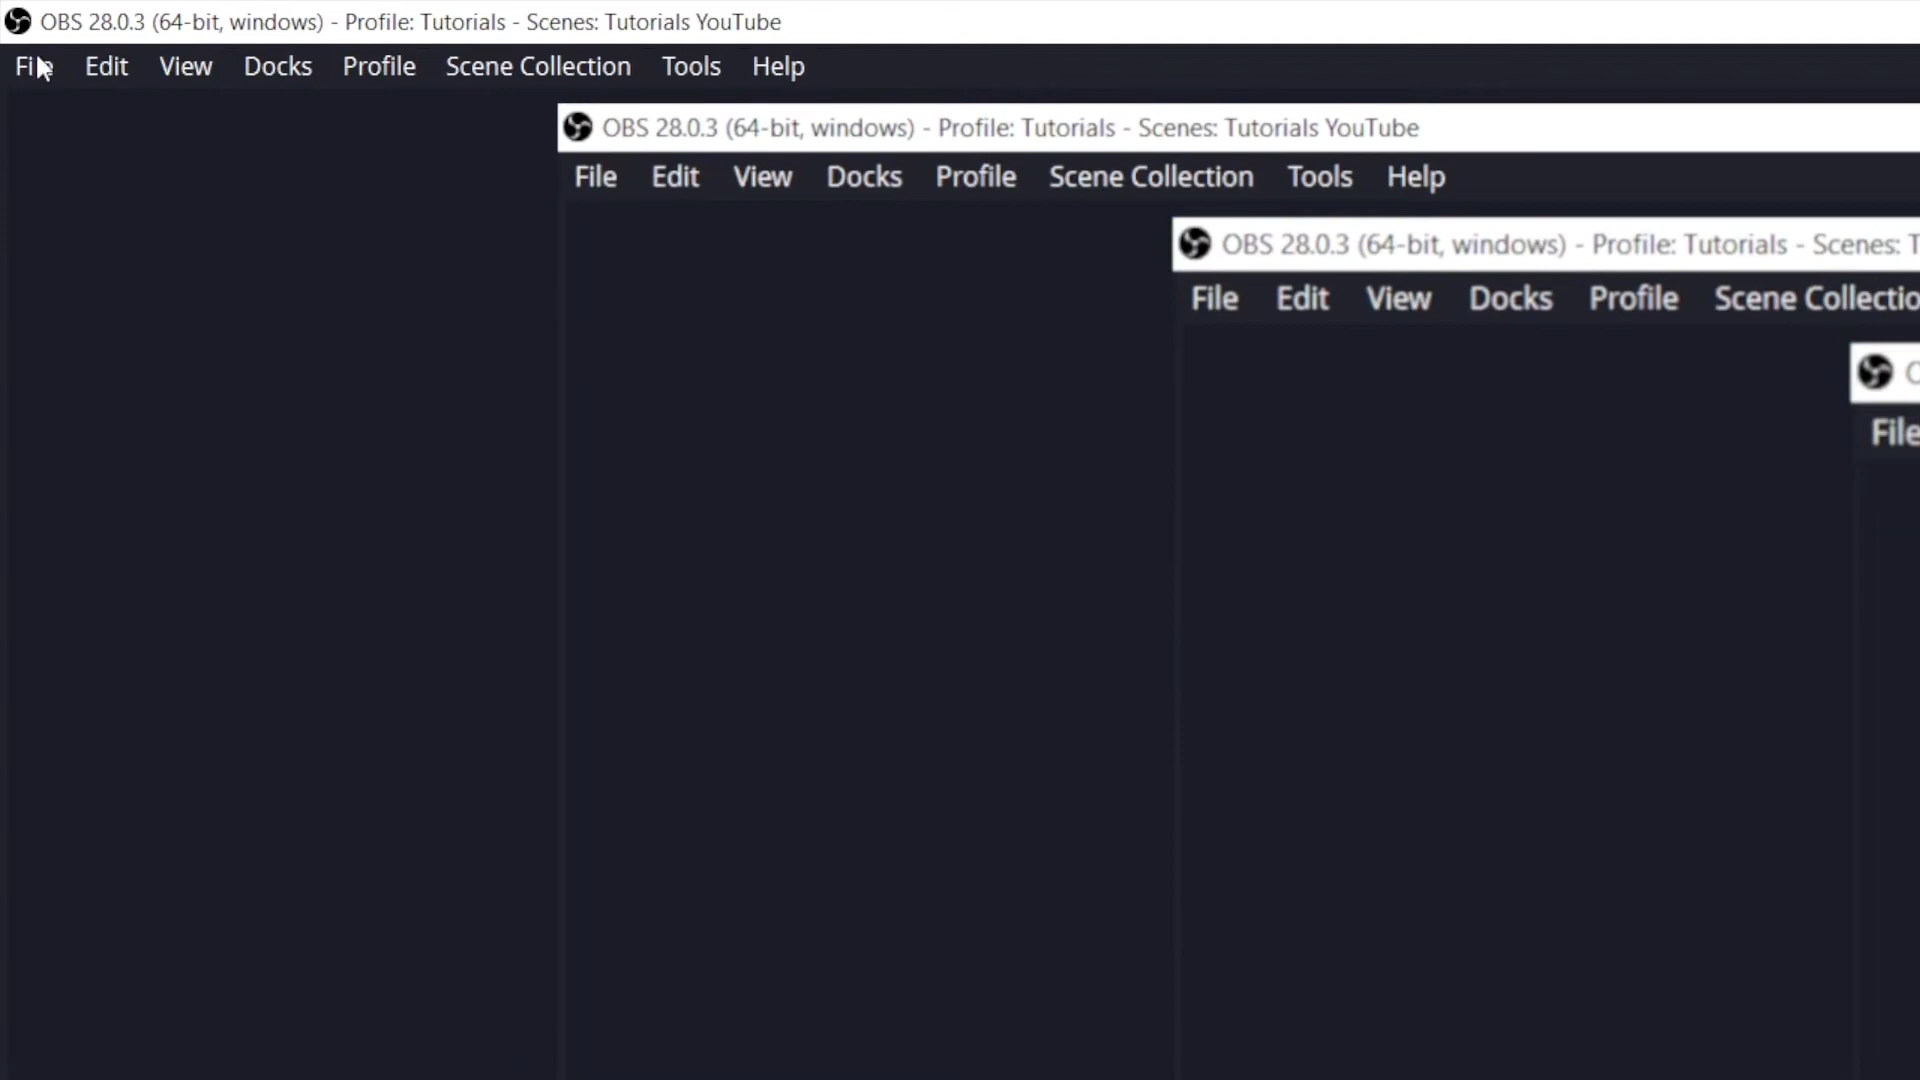 OBS 28.0.3 (64-bit, windows) - Profile: Tutorials - Scenes: Tutorials YouTube
File Edit View Docks Profile Scene Collection Tools Help
OBS 28.0.3 (64-bit, windows) - Profile: Tutorials - Scenes: Tutorials YouTube
File Edit View Docks Profile Scene Collection Tools Help
OBS 28.0.3 (64-bit, windows) - Profile: Tutorials - Scenes: T
File Edit View Docks Profile Scene Collectio
File